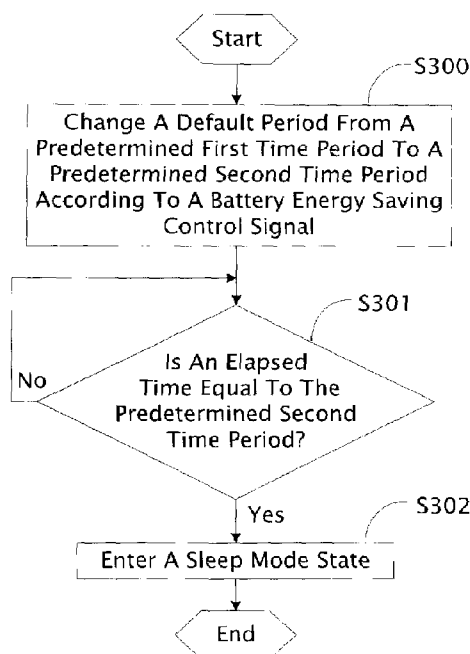 Start
S300
Change A Default Period From A
Predetermined First Time Period To A
Predetermined Second Time Period
According To A Battery Energy Saving
Control Signal
S301
Is An Elapsed
Time Equal To The
Predetermined Second
Time Period?
No
Yes
S302
Enter A Sleep Mode State
End